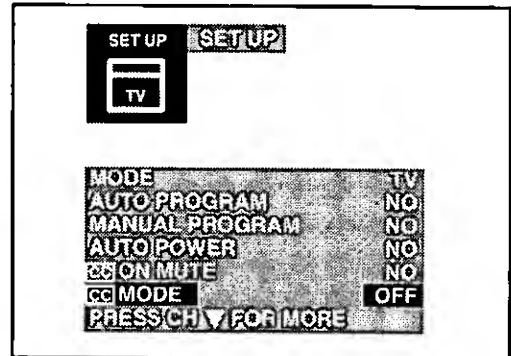 SET UP SET UP
TV
MODE TV
AUTO PROGRAM NO
MANUAL PROGRAM NO
AUTO POWER NO
CC ON MUTE NO
CC MODE OFF
PRESS CH ▼ FOR MORE